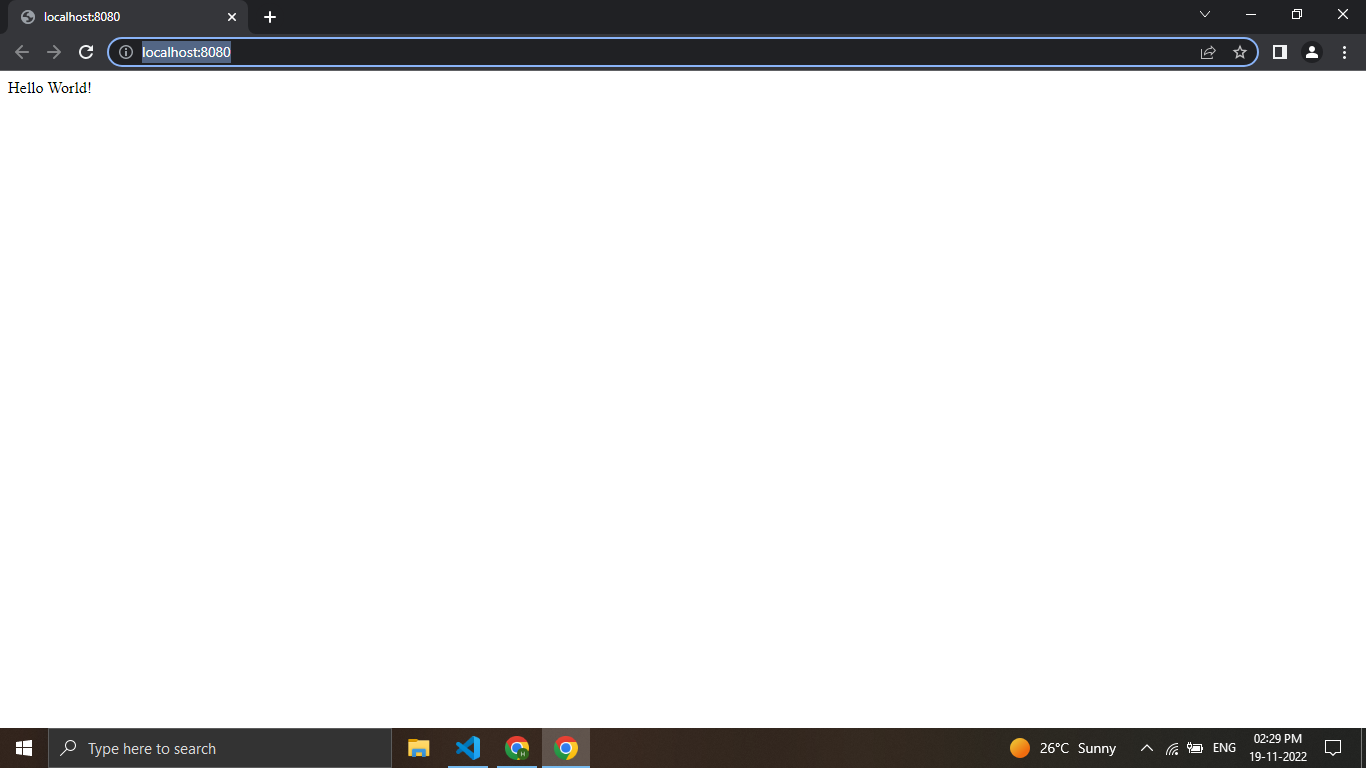 localhost:8080
localhost:8080
Hello World!
Type here to search
H
26°C Sunny
ENG
02:29 PM
19-11-2022